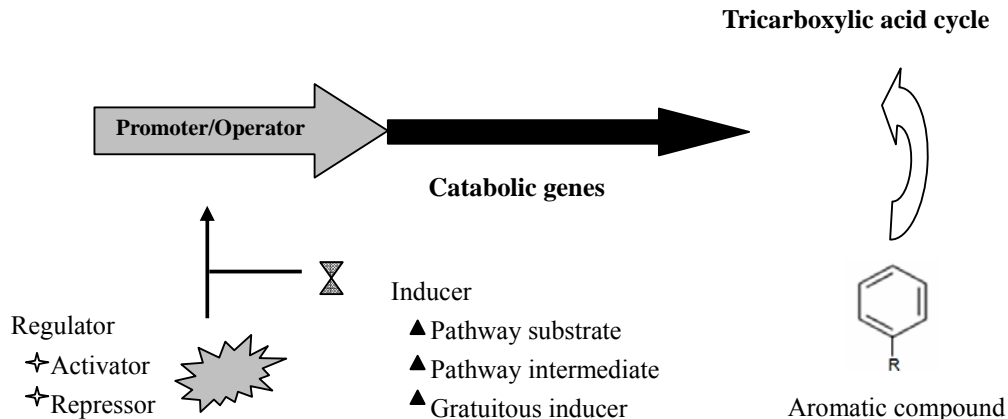 Tricarboxylic acid cycle
Promoter/Operator
Catabolic genes
Regulator
Activator
Repressor
Inducer
Pathway substrate
Pathway intermediate
Gratuitous inducer
R
Aromatic compound